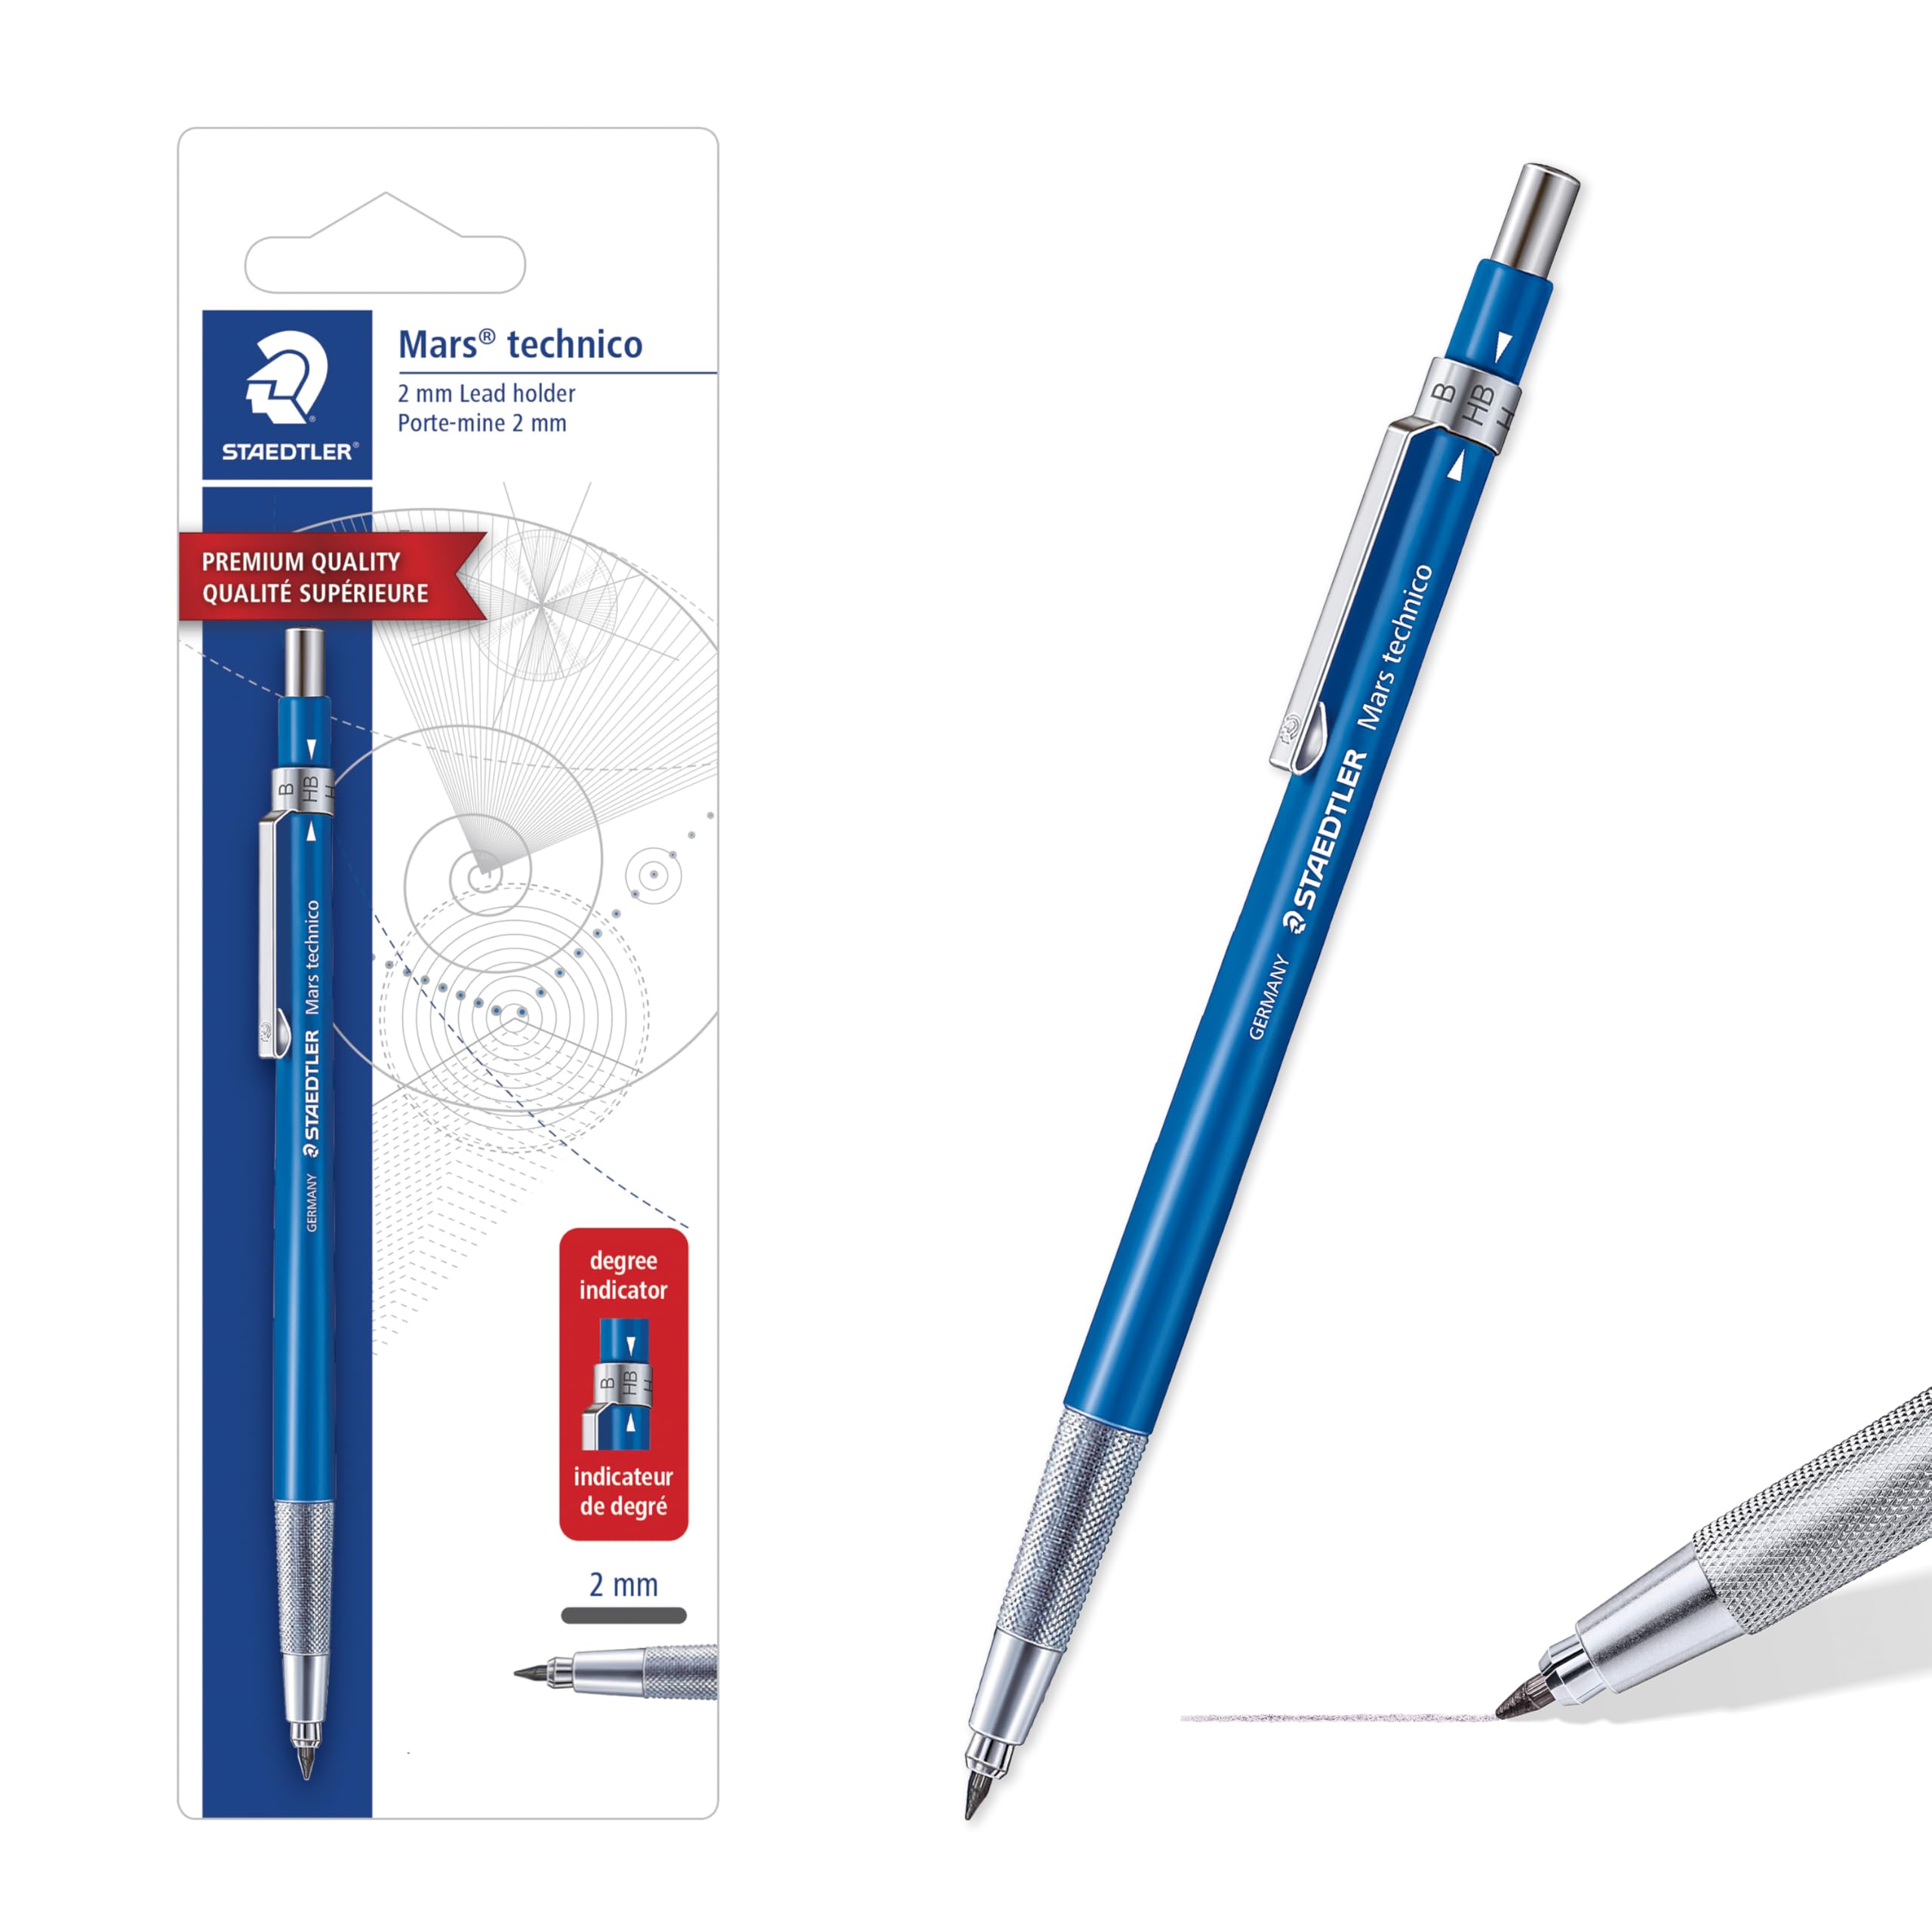 STAEDTLER®
Mars® technico
2 mm Lead holder
Porte-mine 2 mm
PREMIUM QUALITY
QUALITÉ SUPÉRIEURE
B HB H
GERMANY STAEDTLER Mars technico
degree
indicator
B HB H
indicateur
de degré
2 mm
B HB H
GERMANY STAEDTLER Mars technico